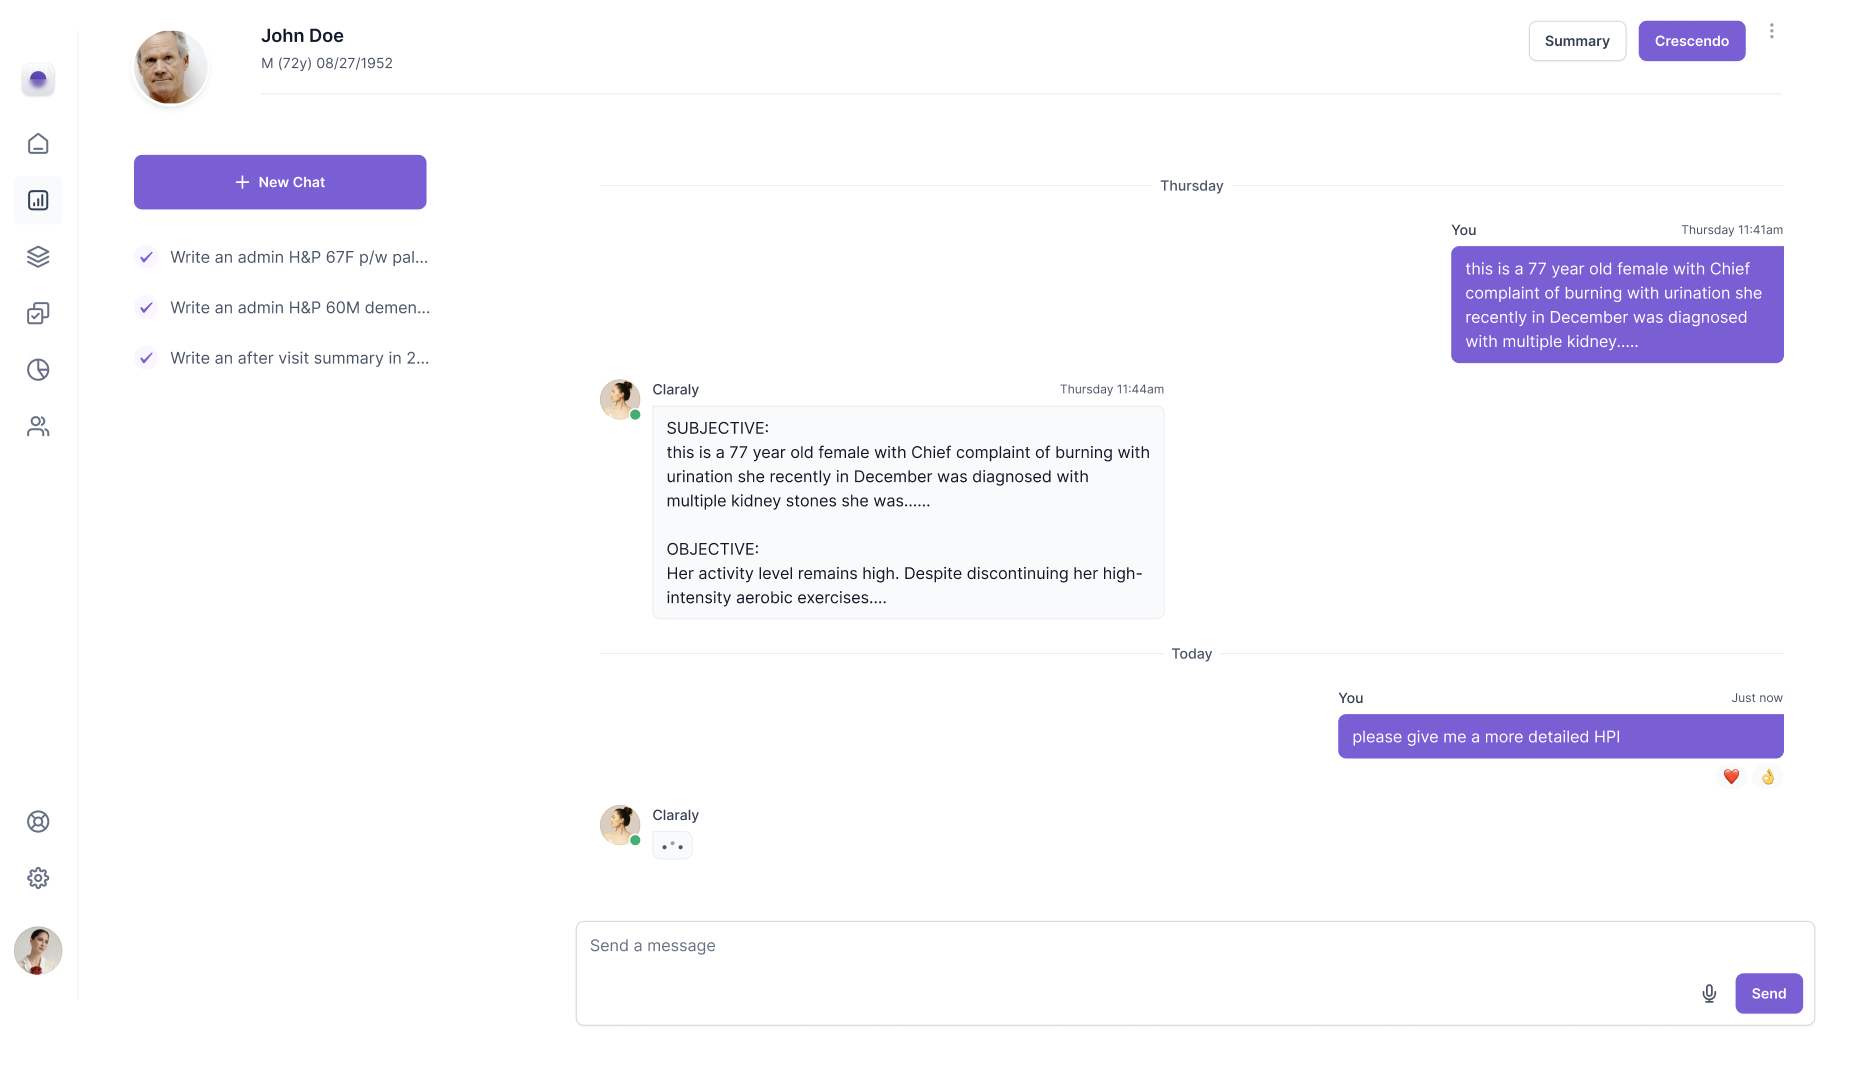 John Doe
M (72y) 08/27/1952
Summary
Crescendo
New Chat
Write an admin H&P 67F p/w pal...
Write an admin H&P 60M demen...
Write an after visit summary in 2...
Thursday
You
Thursday 11:41am
this is a 77 year old female with Chief
complaint of burning with urination she
recently in December was diagnosed
with multiple kidney.....
Claraly
Thursday 11:44am
SUBJECTIVE:
this is a 77 year old female with Chief complaint of burning with
urination she recently in December was diagnosed with
multiple kidney stones she was......
OBJECTIVE:
Her activity level remains high. Despite discontinuing her high-
intensity aerobic exercises....
Today
You
Just now
please give me a more detailed HPI
Claraly
Send a message
Send